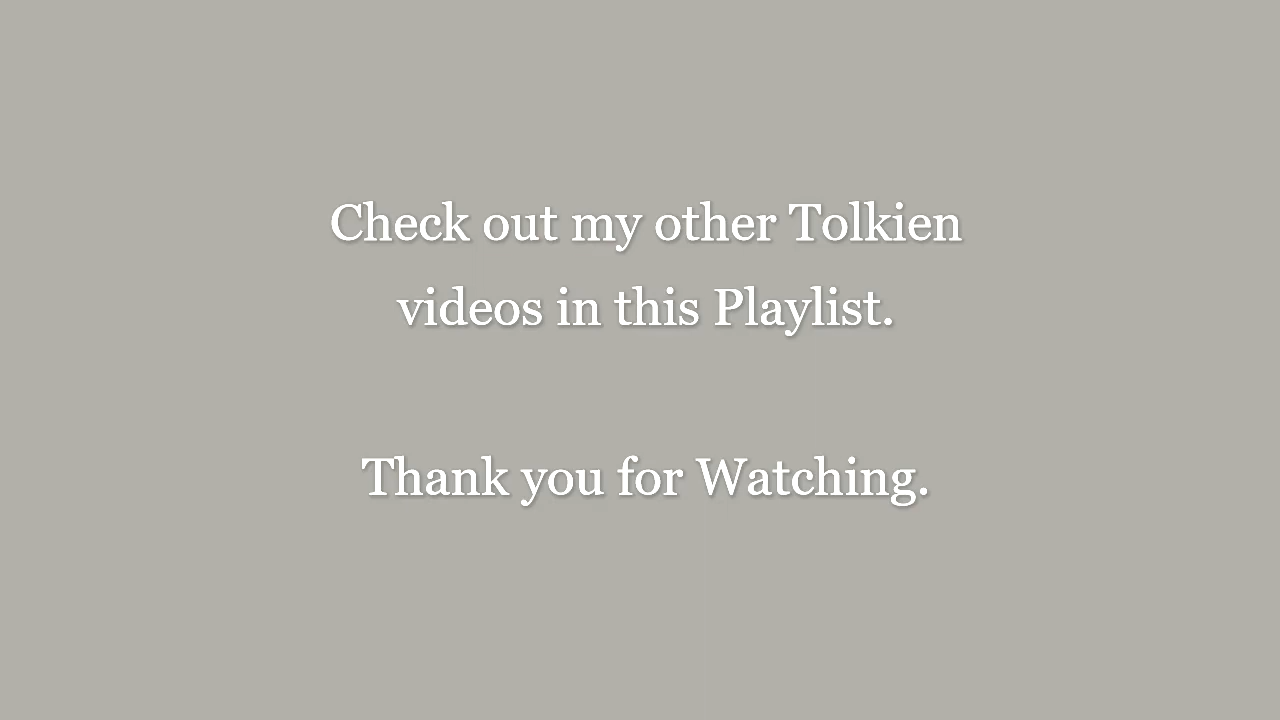 Check out my other Tolkien
videos in this Playlist.
Thank you for Watching.